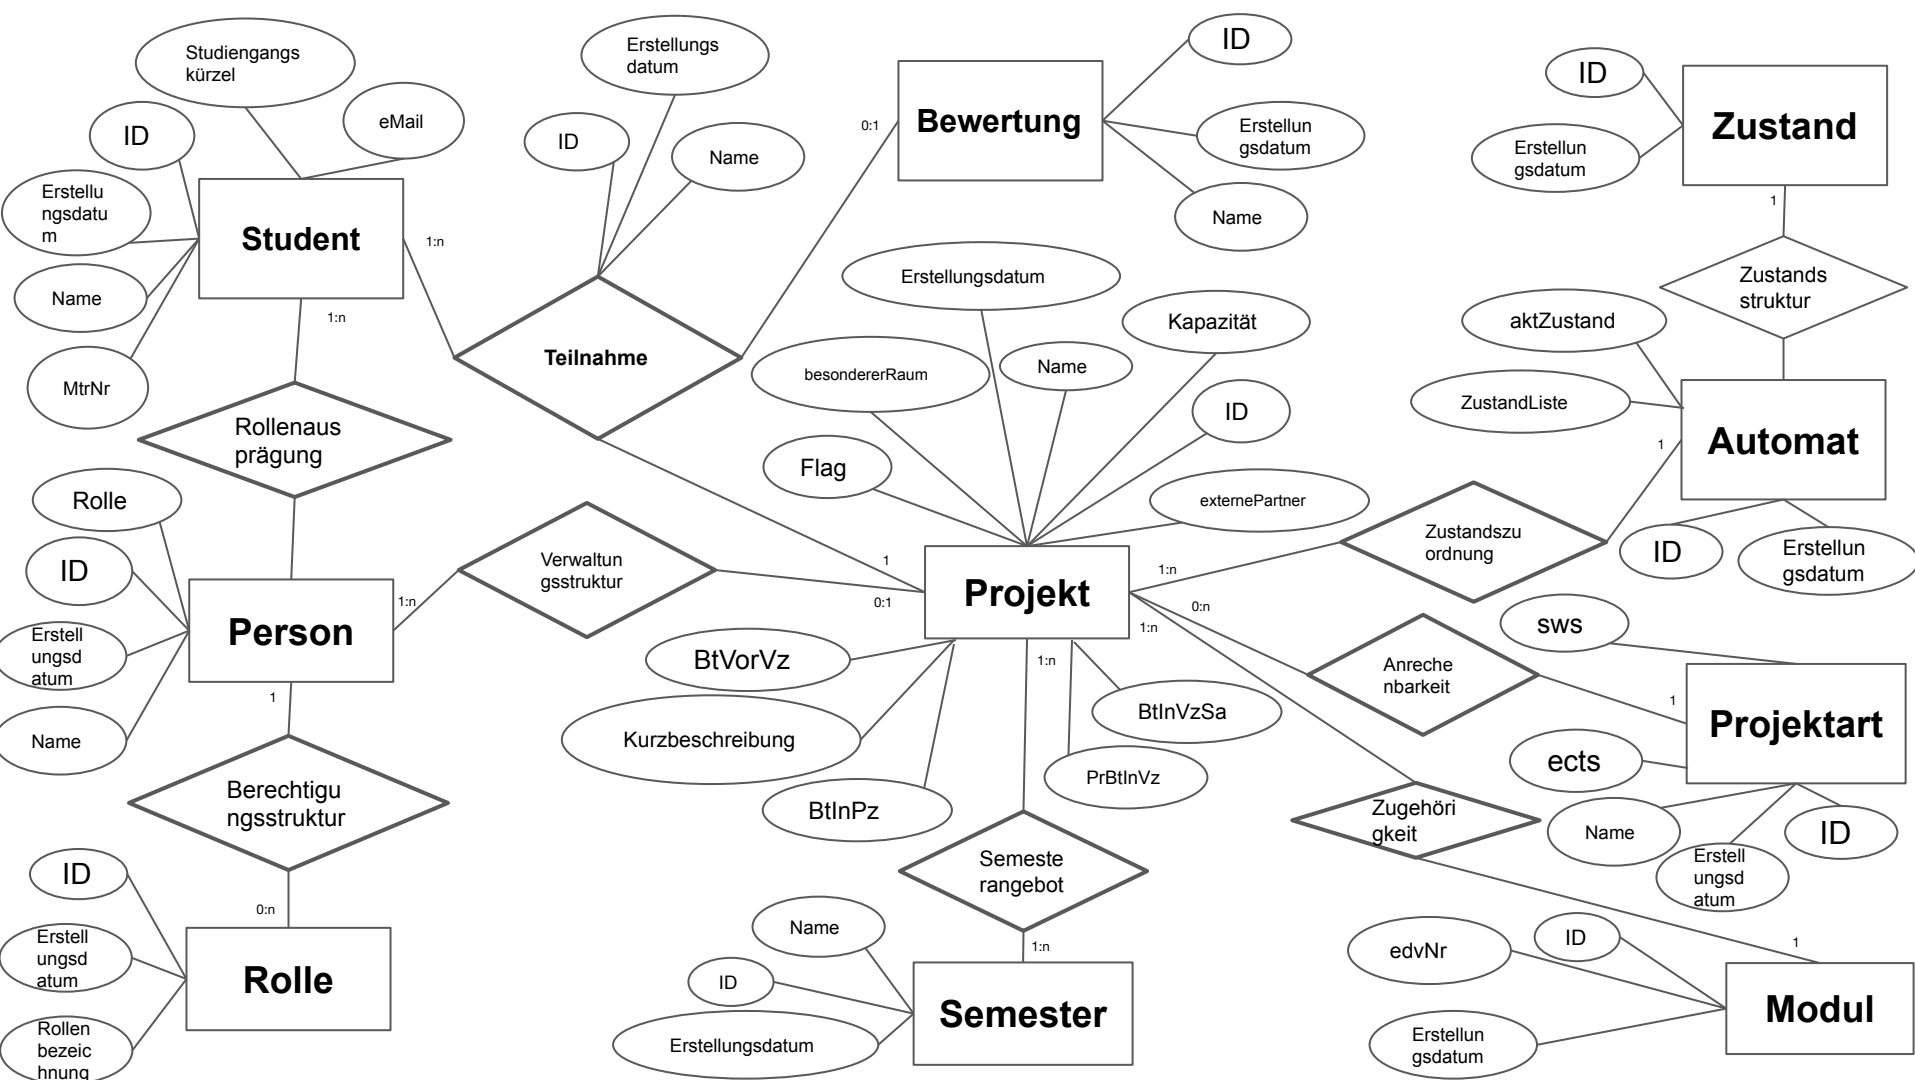 Studiengangs
kürzel
ID
eMail
Erstellu
ngsdatu
m
Student
Name
MtrNr
1:n
1:n
Erstellungs
datum
ID
Name
Teilnahme
0:1
Bewertung
ID
Erstellun
gsdatum
Name
ID
Erstellun
gsdatum
Zustand
1
Zustands
struktur
aktZustand
ZustandListe
Automat
1
ID
Erstellun
gsdatum
Erstellungsdatum
Kapazität
besondererRaum
Name
ID
Flag
externePartner
Zustandszu
ordnung
Rollenaus
prägung
Rolle
ID
Erstell
ungsd
atum
Name
Person
1:n
1
Verwaltun
gsstruktur
1
0:1
Projekt
1:n
0:n
1:n
1:n
BtVorVz
Kurzbeschreibung
BtInPz
BtInVzSa
PrBtInVz
Anreche
nbarkeit
1
sws
Projektart
ects
Name
Erstell
ungsd
atum
ID
Zugehöri
gkeit
Berechtigu
ngsstruktur
0:n
ID
Erstell
ungsd
atum
Rollen
bezeic
hnung
Rolle
Semeste
rangebot
1:n
Name
ID
Erstellungsdatum
Semester
edvNr
ID
Erstellun
gsdatum
1
Modul